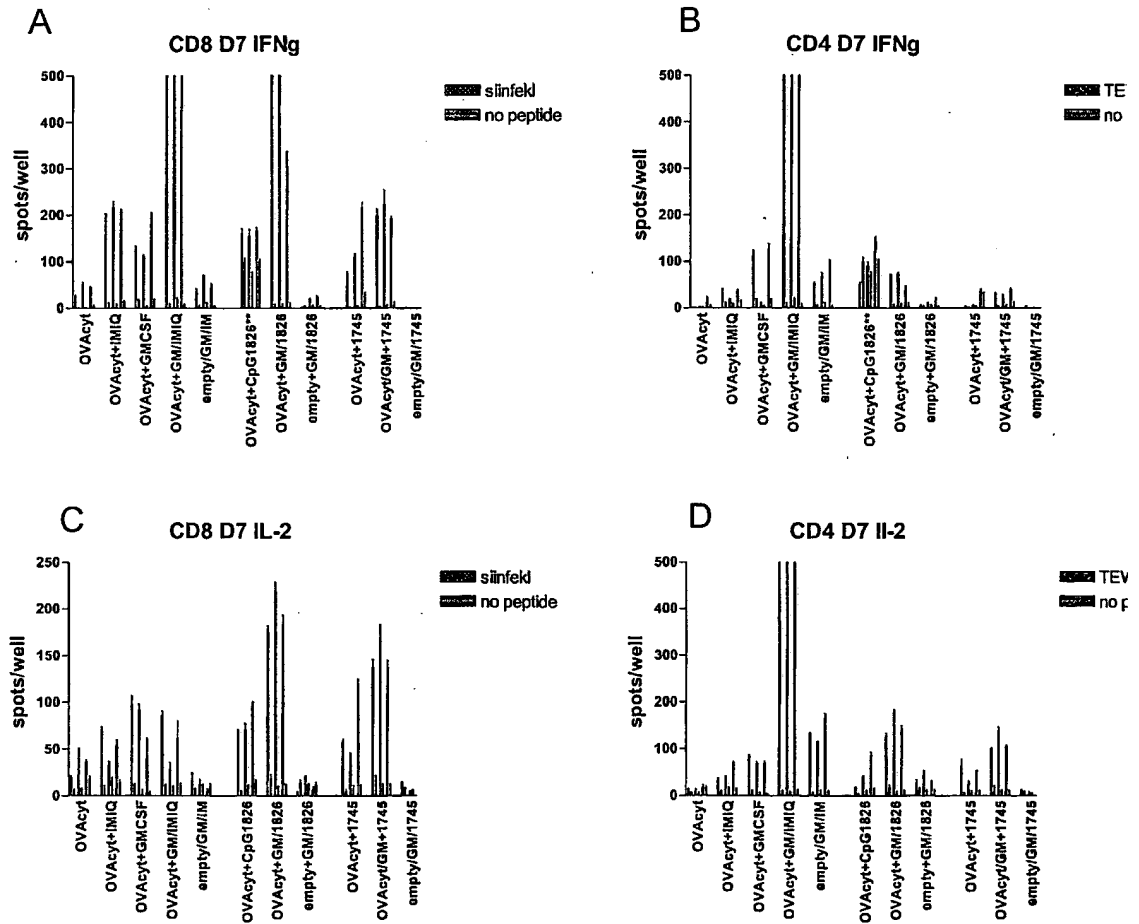 A
CD8 D7 IFNg
500
400
300
200
100
0
spots/well
siinfekl
no peptide
OVAcyt
OVAcyt+IMIQ
OVAcyt+GMCSF
OVAcyt+GM/IMIQ
empty/GM/IM
OVAcyt+CpG1826**
OVAcyt+GM/1826
empty+GM/1826
OVAcyt+1745
OVAcyt/GM+1745
empty/GM/1745
B
CD4 D7 IFNg
500
400
300
200
100
0
spots/well
TE
no
OVAcyt
OVAcyt+IMIQ
OVAcyt+GMCSF
OVAcyt+GM/IMIQ
empty/GM/IM
OVAcyt+CpG1826**
OVAcyt+GM/1826
empty+GM/1826
OVAcyt+1745
OVAcyt/GM+1745
empty/GM/1745
C
CD8 D7 IL-2
250
200
150
100
50
0
spots/well
siinfekl
no peptide
OVAcyt
OVAcyt+IMIQ
OVAcyt+GMCSF
OVAcyt+GM/IMIQ
empty/GM/IM
OVAcyt+CpG1826
OVAcyt+GM/1826
empty+GM/1826
OVAcyt+1745
OVAcyt/GM+1745
empty/GM/1745
D
CD4 D7 Il-2
500
400
300
200
100
0
spots/well
TEV
no p
OVAcyt
OVAcyt+IMIQ
OVAcyt+GMCSF
OVAcyt+GM/IMIQ
empty/GM/IM
OVAcyt+CpG1826
OVAcyt+GM/1826
empty+GM/1826
OVAcyt+1745
OVAcyt/GM+1745
empty/GM/1745